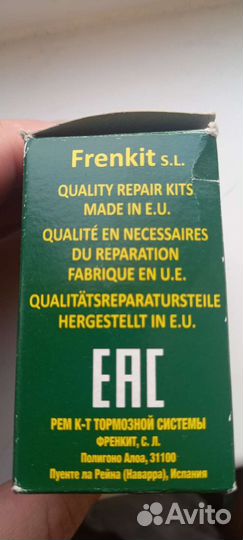 Frenkit S.L.
QUALITY REPAIR KITS
MADE IN E.U.
QUALITÉ EN NECESSAIRES
DU REPARATION
FABRIQUE EN U.E.
QUALITÄTSREPARATURSTEILE
HERGESTELLT IN E.U.
EAC
РЕМ К-Т ТОРМОЗНОЙ СИСТЕМЫ
ФРЕНКИТ, С. Л.
Полигоно Алоа, 31100
Пуенте ла Рейна (Наварра), Испания
Avito